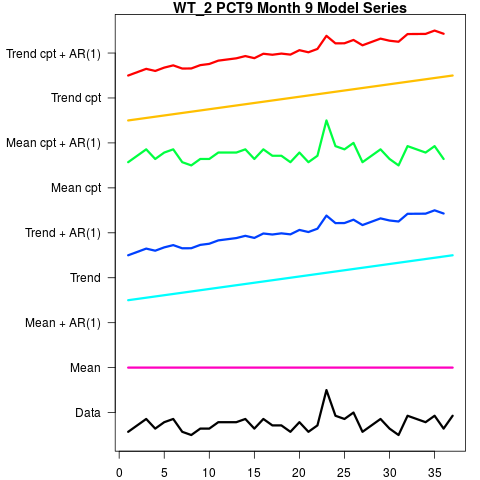 WT_2 PCT9 Month 9 Model Series
Trend cpt + AR(1)
Trend cpt
Mean cpt + AR(1)
Mean cpt
Trend + AR(1)
Trend
Mean + AR(1)
Mean
Data
0 5 10 15 20 25 30 35